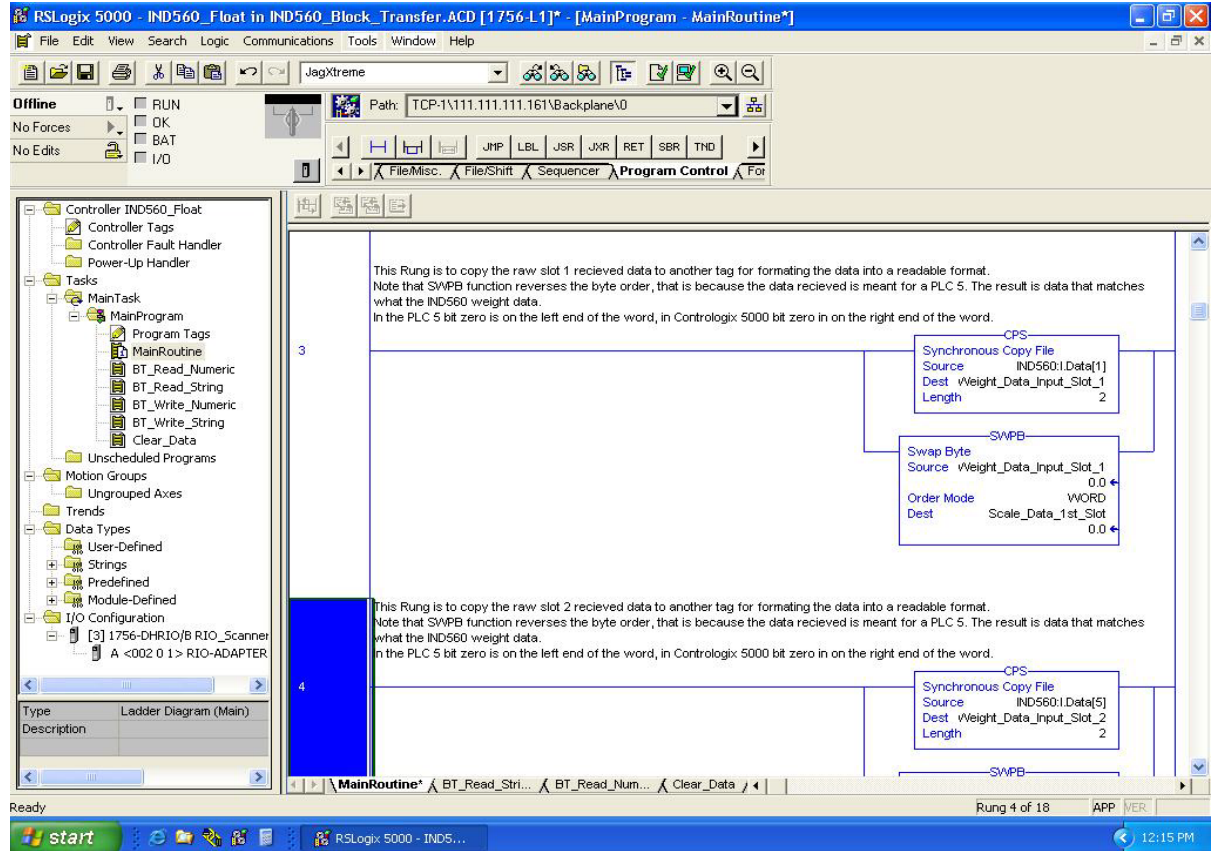 RSLogix 5000 - IND560_Float in IND560_Block_Transfer.ACD [1756-L1]* - [MainProgram - MainRoutine*]
File Edit View Search Logic Communications Tools Window Help
JagXtreme
Offline
RUN
No Forces
OK
No Edits
BAT
I/O
Path: TCP-1\111.111.111.161\Backplane\0
JMP LBL JSR JXR RET SBR TND
File/Misc. File/Shift Sequencer Program Control For
Controller IND560_Float
Controller Tags
Controller Fault Handler
Power-Up Handler
Tasks
MainTask
MainProgram
Program Tags
MainRoutine
BT_Read_Numeric
BT_Read_String
BT_Write_Numeric
BT_Write_String
Clear_Data
Unscheduled Programs
Motion Groups
Ungrouped Axes
Trends
Data Types
User-Defined
Strings
Predefined
Module-Defined
I/O Configuration
[3] 1756-DHRIO/B RIO_Scanner
A <002 0 1> RIO-ADAPTER
Type Ladder Diagram (Main)
Description
This Rung is to copy the raw slot 1 recieved data to another tag for formating the data into a readable format.
Note that SWPB function reverses the byte order, that is because the data recieved is meant for a PLC 5. The result is data that matches
what the IND560 weight data.
In the PLC 5 bit zero is on the left end of the word, in Contrologix 5000 bit zero in on the right end of the word.
3
CPS
Synchronous Copy File
Source IND560:I.Data[1]
Dest Weight_Data_Input_Slot_1
Length 2
SWPB
Swap Byte
Source Weight_Data_Input_Slot_1
0.0
Order Mode WORD
Dest Scale_Data_1st_Slot
0.0
This Rung is to copy the raw slot 2 recieved data to another tag for formating the data into a readable format.
Note that SWPB function reverses the byte order, that is because the data recieved is meant for a PLC 5. The result is data that matches
what the IND560 weight data.
In the PLC 5 bit zero is on the left end of the word, in Contrologix 5000 bit zero in on the right end of the word.
4
CPS
Synchronous Copy File
Source IND560:I.Data[5]
Dest Weight_Data_Input_Slot_2
Length 2
SWPB
MainRoutine* BT_Read_Stri... BT_Read_Num... Clear_Data
Ready
Rung 4 of 18 APP VER
start
RSLogix 5000 - IND5...
12:15 PM